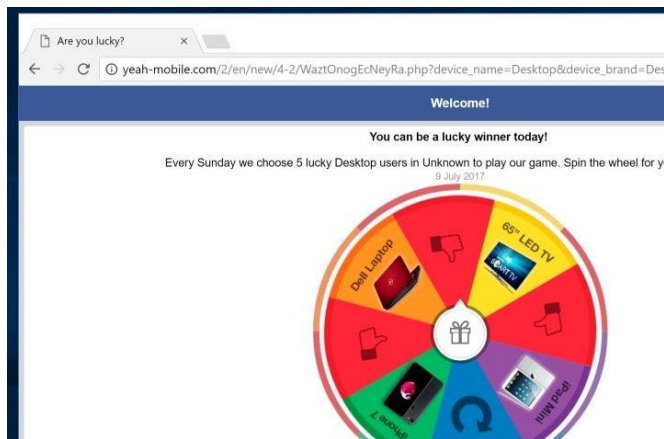 Are you lucky?
yeah-mobile.com/2/en/new/4-2/WaztOnogEcNeyRa.php?device_name=Desktop&device_brand=Des
Welcome!
You can be a lucky winner today!
Every Sunday we choose 5 lucky Desktop users in Unknown to play our game. Spin the wheel for y
9 July 2017
65" LED TV
Dell Laptop
SMART TV
iPad Mini
iPhone 7